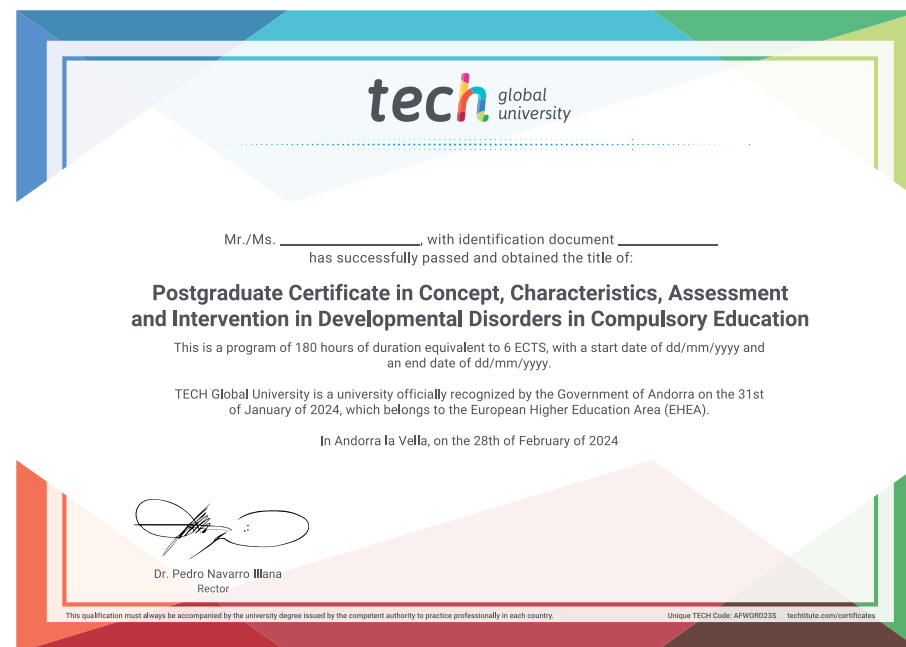 tech global university
Mr./Ms. ________________, with identification document ____________
has successfully passed and obtained the title of:
Postgraduate Certificate in Concept, Characteristics, Assessment
and Intervention in Developmental Disorders in Compulsory Education
This is a program of 180 hours of duration equivalent to 6 ECTS, with a start date of dd/mm/yyyy and
an end date of dd/mm/yyyy.
TECH Global University is a university officially recognized by the Government of Andorra on the 31st
of January of 2024, which belongs to the European Higher Education Area (EHEA).
In Andorra la Vella, on the 28th of February of 2024
Dr. Pedro Navarro Illana
Rector
This qualification must always be accompanied by the university degree issued by the competent authority to practice professionally in each country.
Unique TECH Code: AFWORD23S techtitute.com/certificates